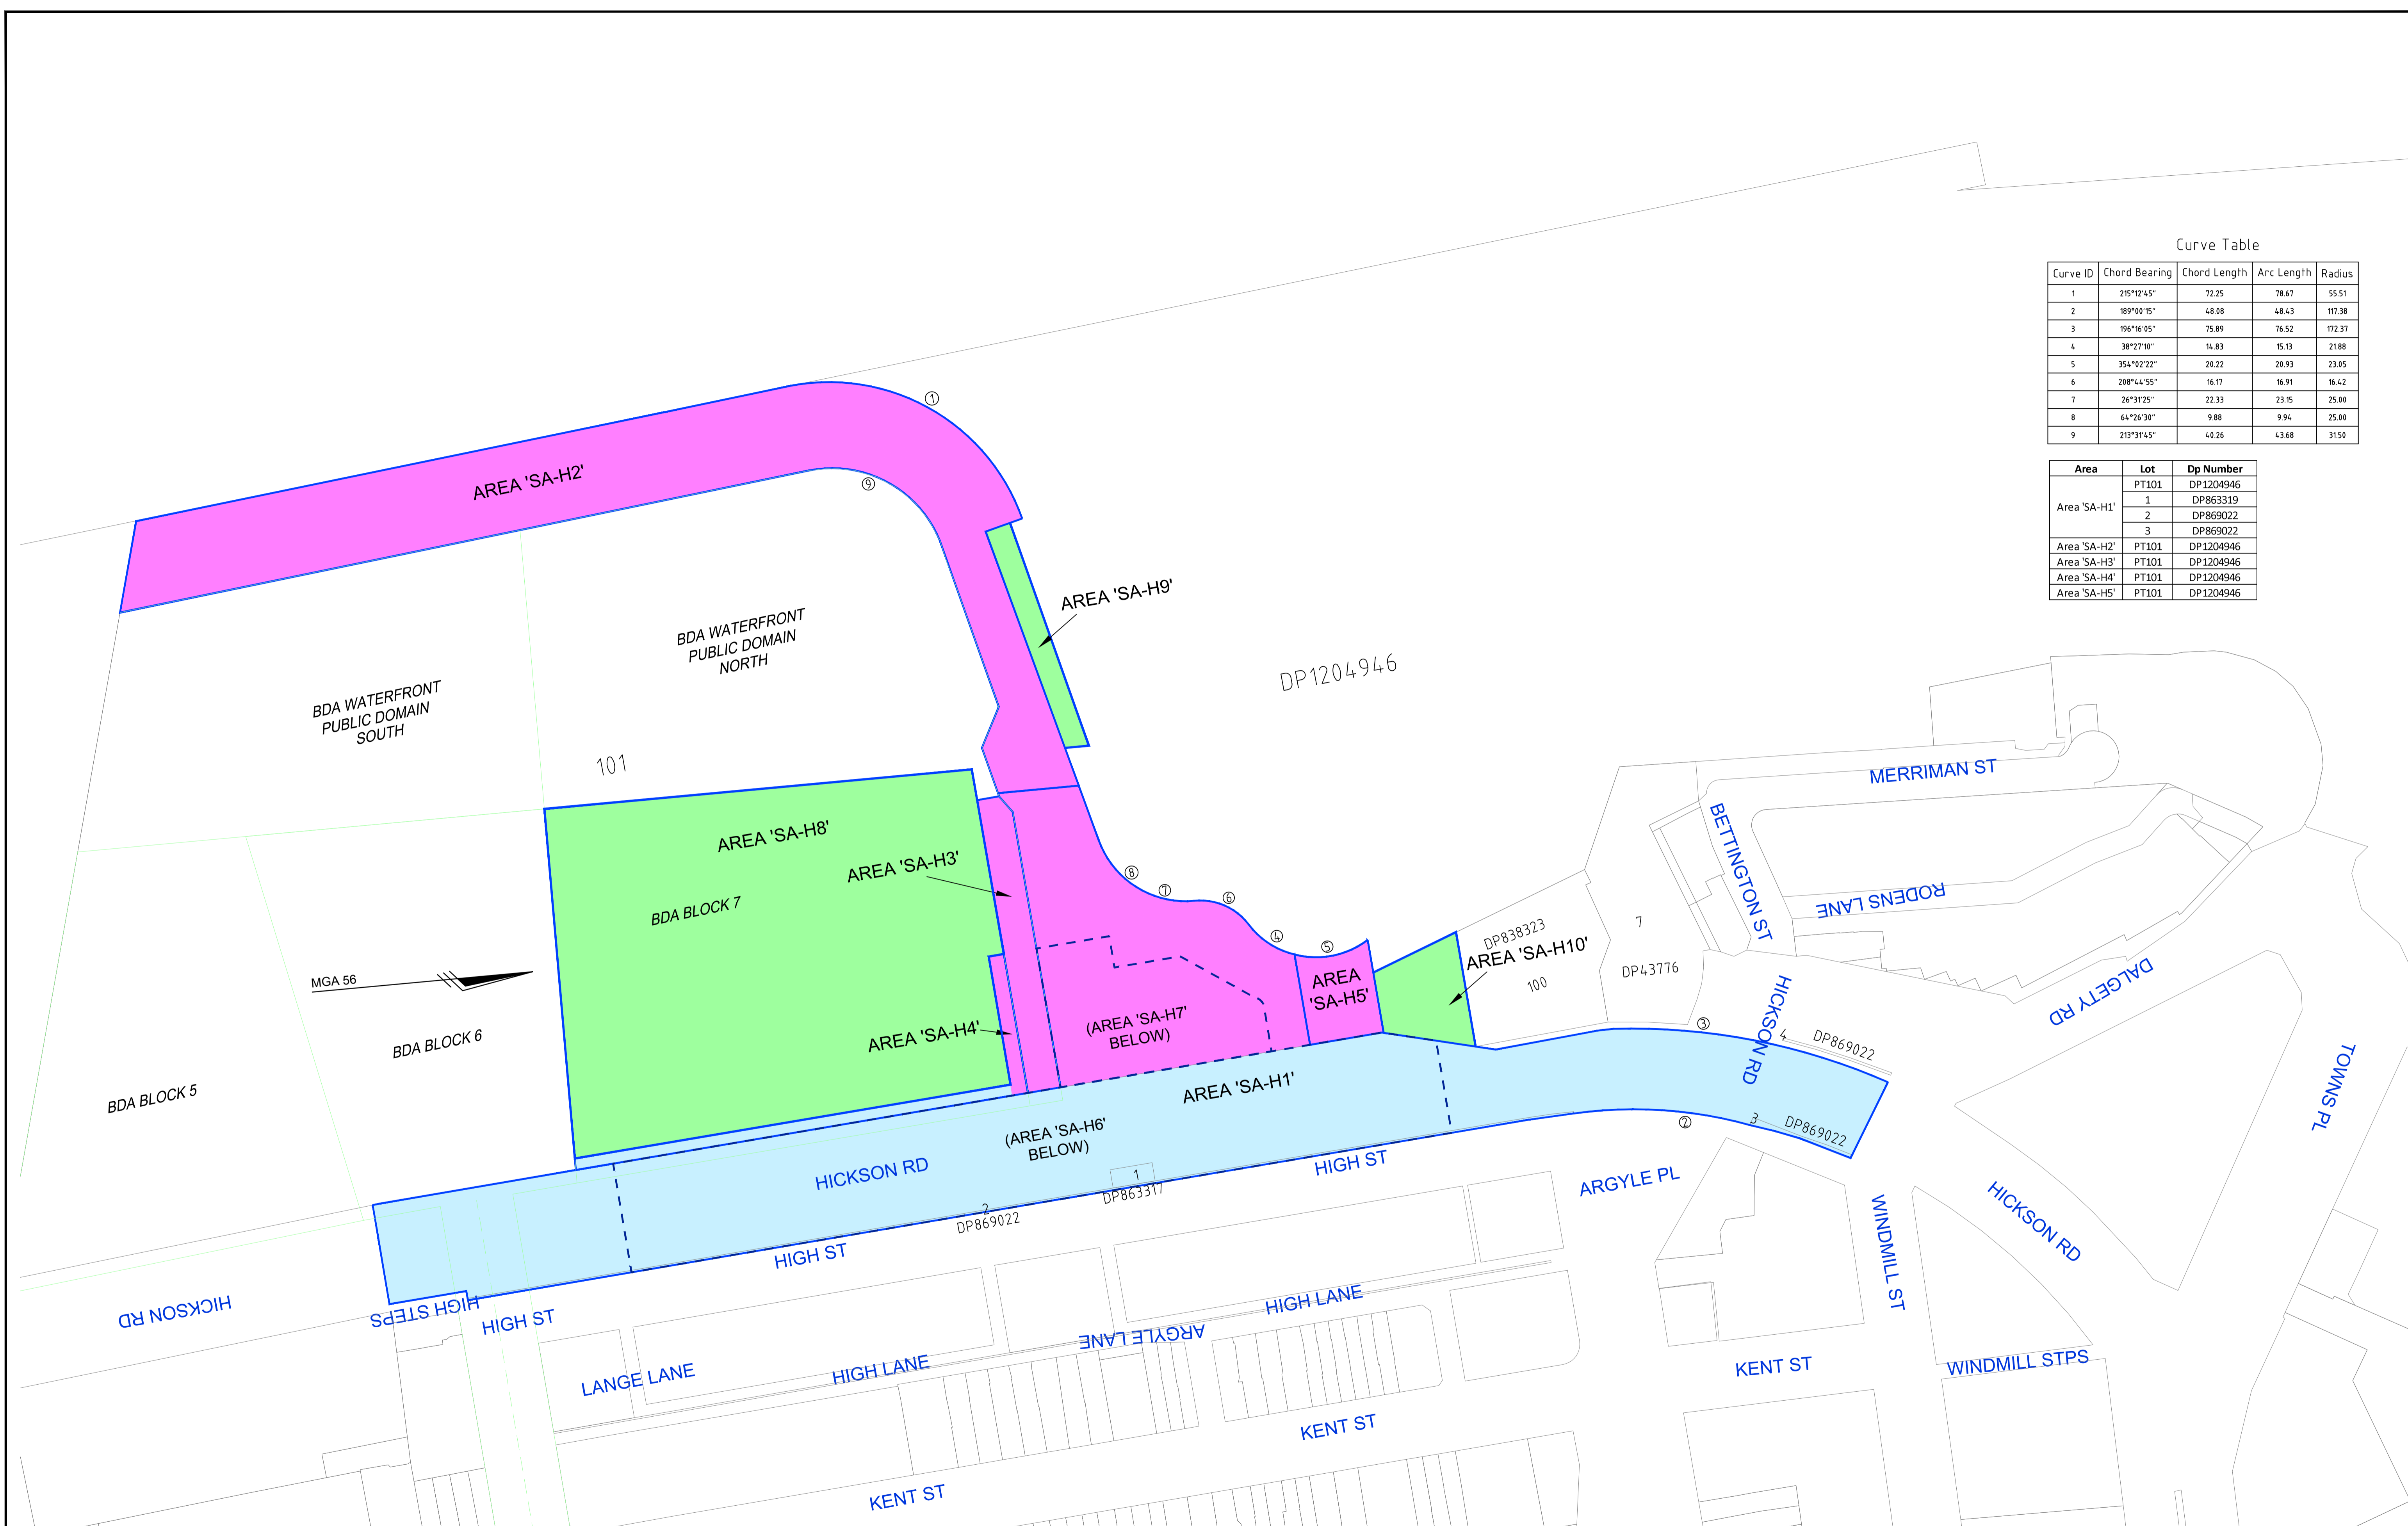 Curve Table
Curve ID Chord Bearing Chord Length Arc Length Radius
1 215°12'45" 72.25 78.67 55.51
2 189°00'15" 48.08 48.43 117.38
3 196°16'05" 75.89 76.52 172.37
4 38°27'10" 14.83 15.13 21.88
5 354°02'22" 20.22 20.93 23.05
6 208°44'55" 16.17 16.91 16.42
7 26°31'25" 22.33 23.15 25.00
8 64°26'30" 9.88 9.94 25.00
9 213°31'45" 40.26 43.68 31.50
Area Lot Dp Number
Area 'SA-H1' PT101 DP1204946
1 DP863319
2 DP869022
3 DP869022
Area 'SA-H2' PT101 DP1204946
Area 'SA-H3' PT101 DP1204946
Area 'SA-H4' PT101 DP1204946
Area 'SA-H5' PT101 DP1204946
1
AREA 'SA-H2'
9
AREA 'SA-H9'
BDA WATERFRONT
PUBLIC DOMAIN
NORTH
DP1204946
BDA WATERFRONT
PUBLIC DOMAIN
SOUTH
101
MERRIMAN ST
BETTINGTON ST
AREA 'SA-H8'
AREA 'SA-H3'
8
7
6
BDA BLOCK 7
RODENS LANE
4
5
DP838323
7
AREA 'SA-H10'
DP43776
100
AREA
'SA-H5'
MGA 56
DALGETY RD
HICKSON RD
3
4
DP869022
(AREA 'SA-H7'
BELOW)
AREA 'SA-H4'
BDA BLOCK 6
BDA BLOCK 5
AREA 'SA-H1'
TOWNS PL
2
3
DP869022
(AREA 'SA-H6'
BELOW)
HICKSON RD
1
DP863317
HIGH ST
ARGYLE PL
2
DP869022
WINDMILL ST
HICKSON RD
HIGH ST
HICKSON RD
HIGH STEPS
HIGH ST
HIGH LANE
ARGYLE LANE
LANGE LANE
HIGH LANE
KENT ST
WINDMILL STPS
KENT ST
KENT ST